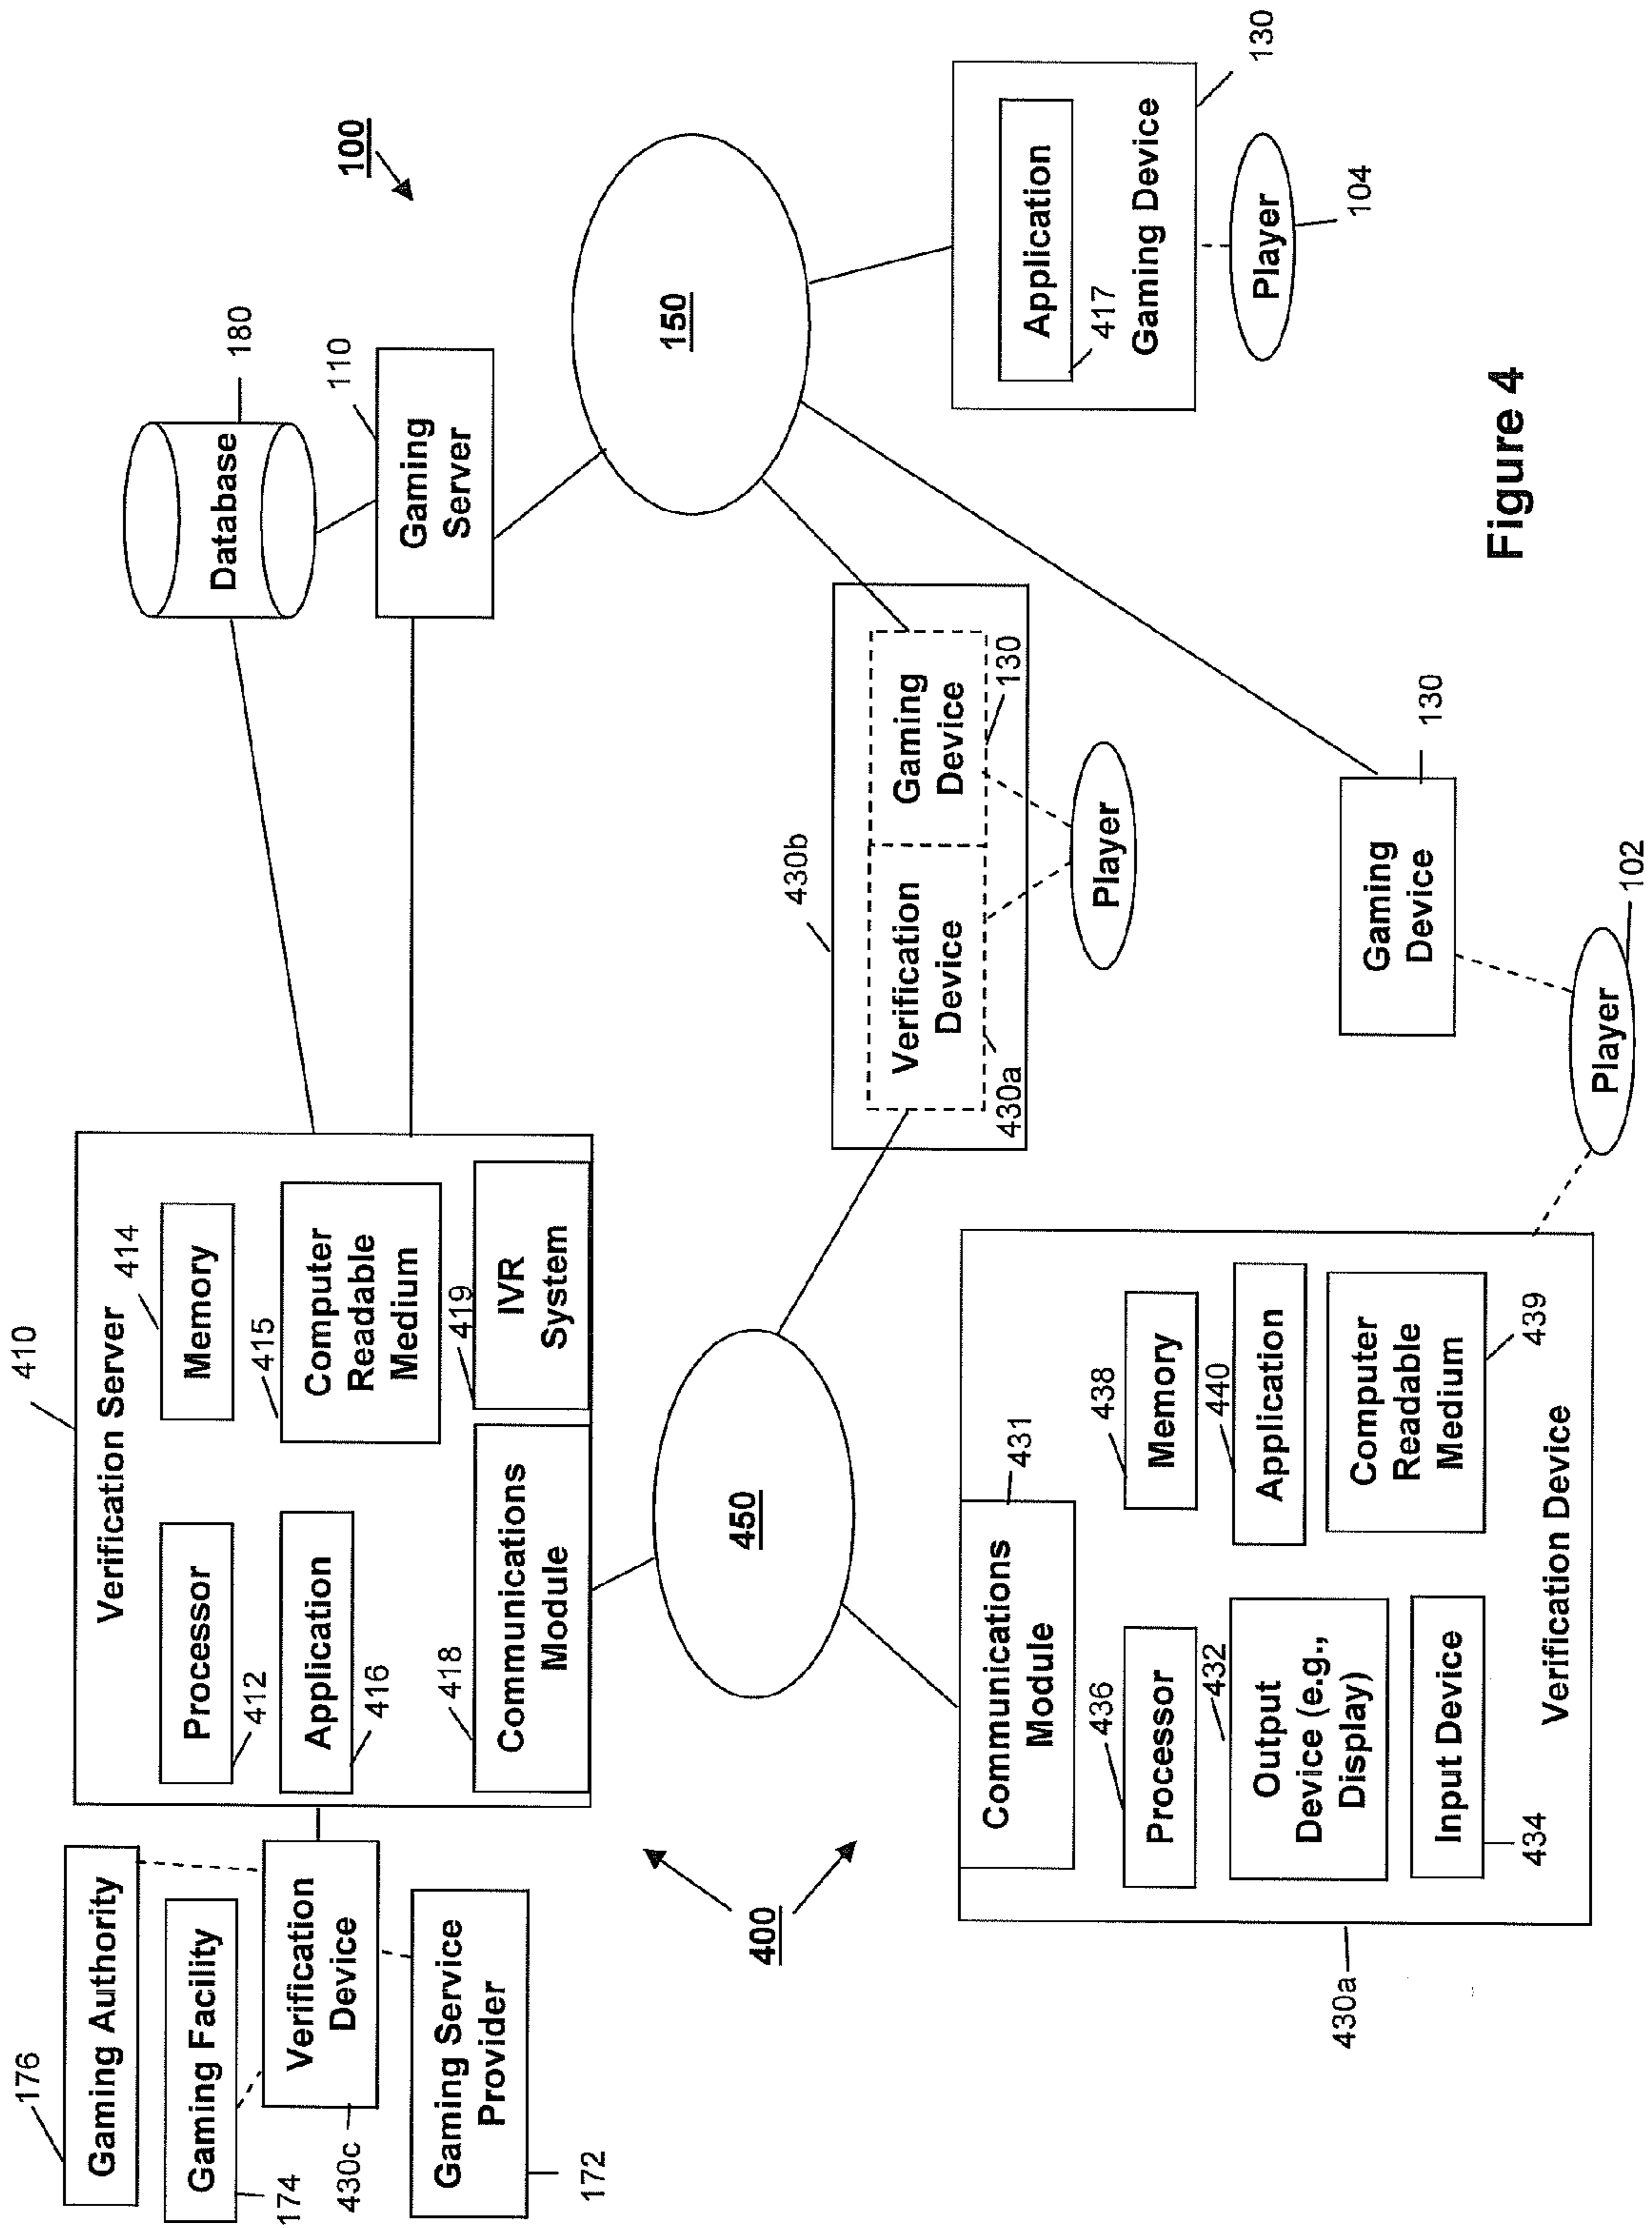 176
Gaming Authority
Gaming Facility
174
Verification
Device
430c
Gaming Service
Provider
172
410
Verification Server
Processor
412
Memory
414
Application
416
415
Computer
Readable
Medium
418
Communications
Module
419
IVR
System
Database
180
110
Gaming
Server
100
400
450
150
430b
Verification
Device
430a
Gaming
Device
130
Player
Application
417
Gaming Device
130
Player
104
Communications
Module
431
436
Processor
438
Memory
432
Output
Device (e.g.,
Display)
440
Application
Input Device
434
Computer
Readable
Medium
439
Verification Device
430a
Gaming
Device
130
Player
102
Figure 4